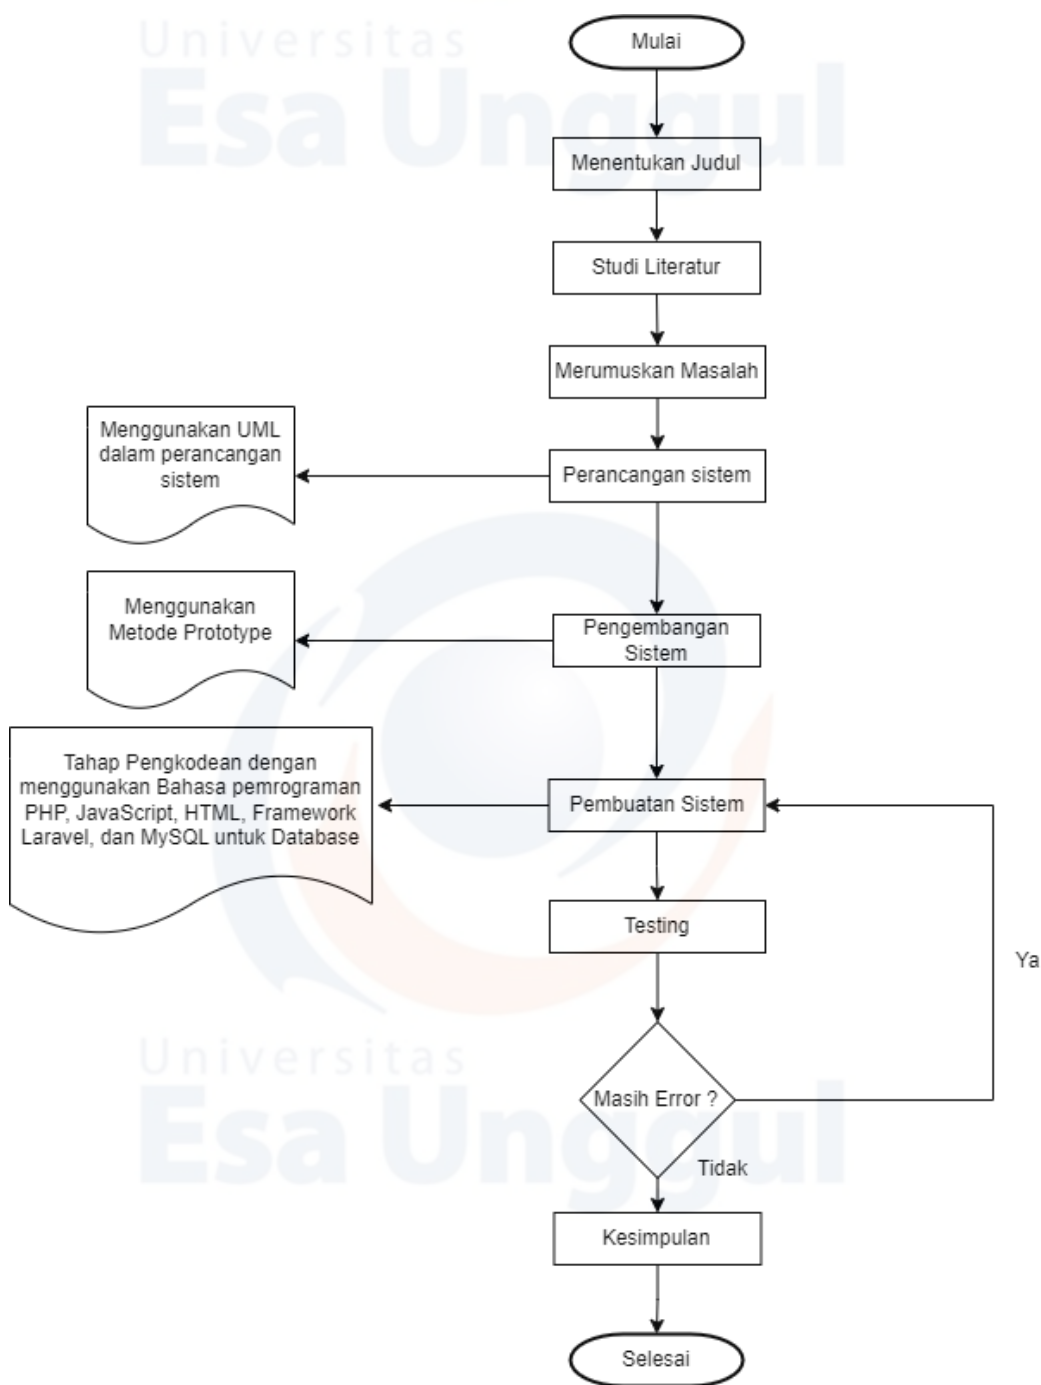 Universitas
Esa Unggul
Mulai
Menentukan Judul
Studi Literatur
Merumuskan Masalah
Menggunakan UML
dalam perancangan
sistem
Perancangan sistem
Menggunakan
Metode Prototype
Pengembangan
Sistem
Tahap Pengkodean dengan
menggunakan Bahasa pemrograman
PHP, JavaScript, HTML, Framework
Laravel, dan MySQL untuk Database
Pembuatan Sistem
Testing
Ya
Universitas
Esa Unggul
Masih Error ?
Tidak
Kesimpulan
Selesai